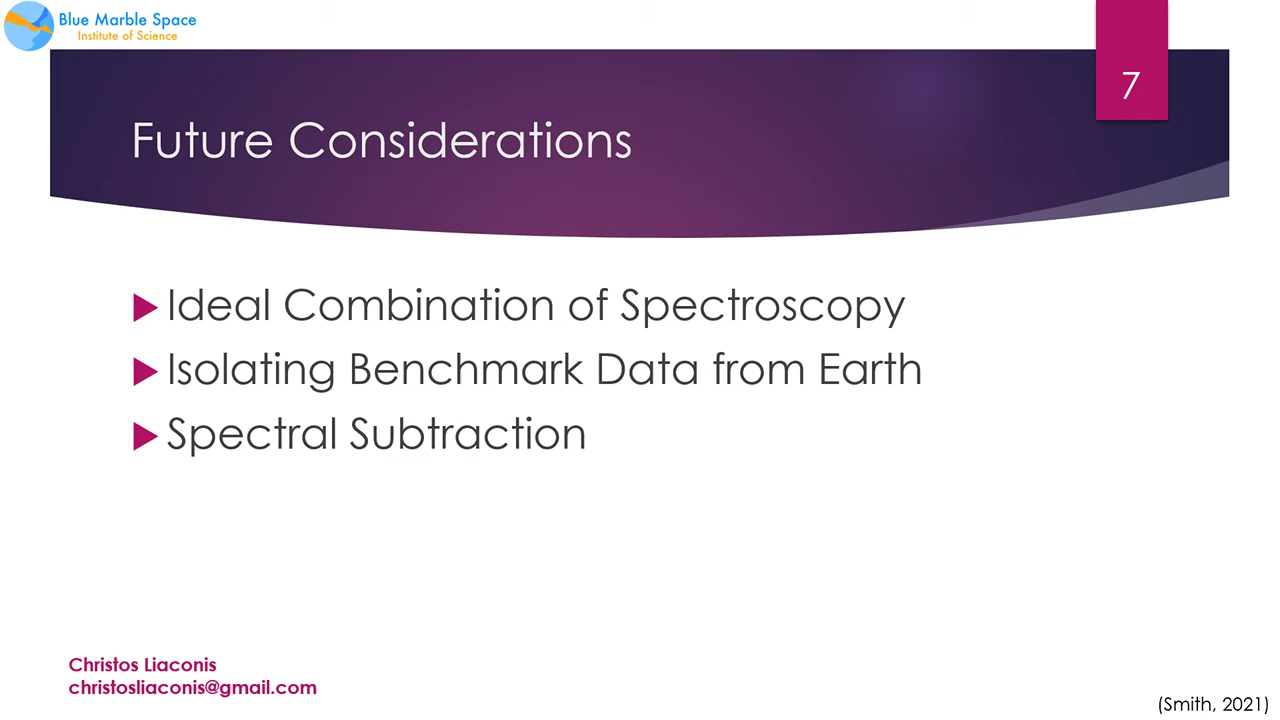 Blue Marble Space
Institute of Science
7
Future Considerations
Ideal Combination of Spectroscopy
Isolating Benchmark Data from Earth
Spectral Subtraction
Christos Liaconis
christosliaconis@gmail.com
(Smith, 2021)